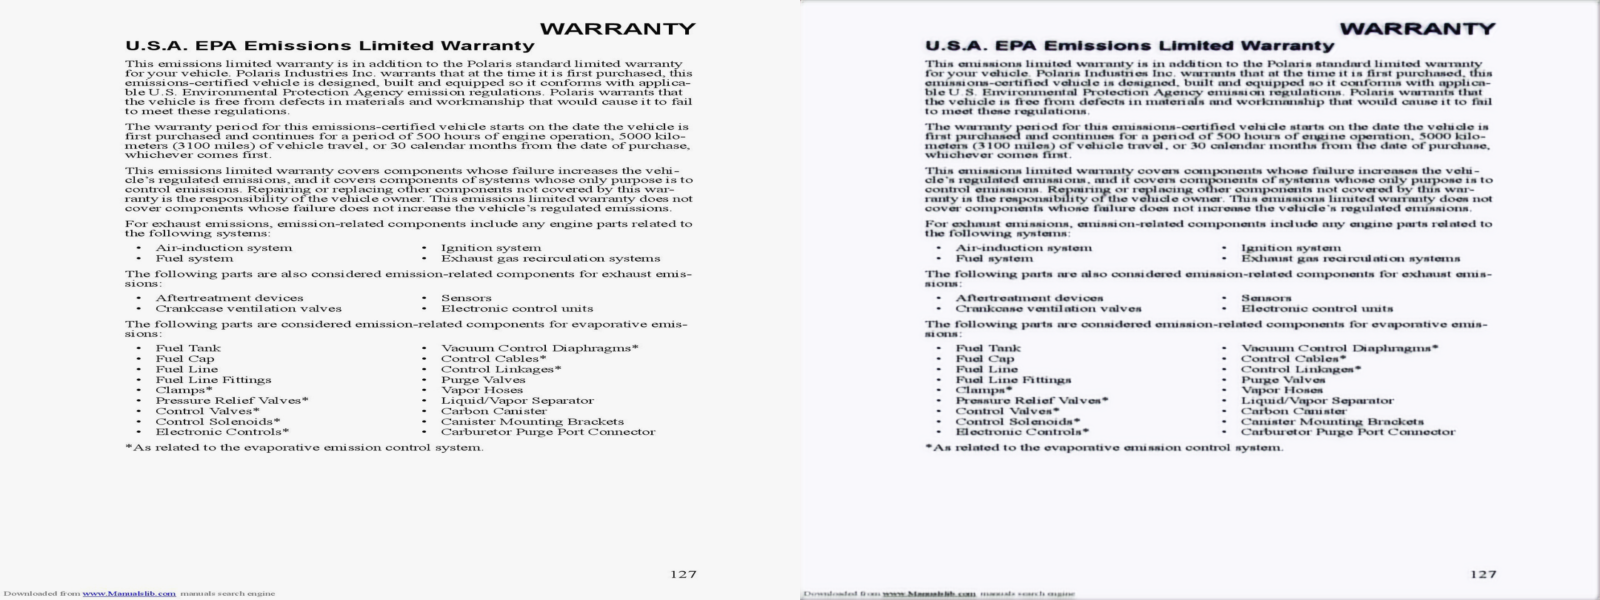 WARRANTY
U.S.A. EPA Emissions Limited Warranty
This emissions limited warranty is in addition to the Polaris standard limited warranty
for your vehicle. Polaris Industries Inc. warrants that at the time it is first purchased, this
emissions-certified vehicle is designed, built and equipped so it conforms with applica-
ble U.S. Environmental Protection Agency emission regulations. Polaris warrants that
the vehicle is free from defects in materials and workmanship that would cause it to fail
to meet these regulations.
The warranty period for this emissions-certified vehicle starts on the date the vehicle is
first purchased and continues for a period of 500 hours of engine operation, 5000 kilo-
meters (3100 miles) of vehicle travel, or 30 calendar months from the date of purchase,
whichever comes first.
This emissions limited warranty covers components whose failure increases the vehi-
cle's regulated emissions, and it covers components of systems whose only purpose is to
control emissions. Repairing or replacing other components not covered by this war-
ranty is the responsibility of the vehicle owner. This emissions limited warranty does not
cover components whose failure does not increase the vehicle's regulated emissions.
For exhaust emissions, emission-related components include any engine parts related to
the following systems:
• Air-induction system • Ignition system
• Fuel system • Exhaust gas recirculation systems
The following parts are also considered emission-related components for exhaust emis-
sions:
• Aftertreatment devices • Sensors
• Crankcase ventilation valves • Electronic control units
The following parts are considered emission-related components for evaporative emis-
sions:
• Fuel Tank • Vacuum Control Diaphragms*
• Fuel Cap • Control Cables*
• Fuel Line • Control Linkages*
• Fuel Line Fittings • Purge Valves
• Clamps* • Vapor Hoses
• Pressure Relief Valves* • Liquid/Vapor Separator
• Control Valves* • Carbon Canister
• Control Solenoids* • Canister Mounting Brackets
• Electronic Controls* • Carburetor Purge Port Connector
*As related to the evaporative emission control system.
127
Downloaded from www.Manualslib.com manuals search engine
WARRANTY
U.S.A. EPA Emissions Limited Warranty
This emissions limited warranty is in addition to the Polaris standard limited warranty
for your vehicle. Polaris Industries Inc. warrants that at the time it is first purchased, this
emissions-certified vehicle is designed, built and equipped so it conforms with applica-
ble U.S. Environmental Protection Agency emission regulations. Polaris warrants that
the vehicle is free from defects in materials and workmanship that would cause it to fail
to meet these regulations.
The warranty period for this emissions-certified vehicle starts on the date the vehicle is
first purchased and continues for a period of 500 hours of engine operation, 5000 kilo-
meters (3100 miles) of vehicle travel, or 30 calendar months from the date of purchase,
whichever comes first.
This emissions limited warranty covers components whose failure increases the vehi-
cle's regulated emissions, and it covers components of systems whose only purpose is to
control emissions. Repairing or replacing other components not covered by this war-
ranty is the responsibility of the vehicle owner. This emissions limited warranty does not
cover components whose failure does not increase the vehicle's regulated emissions.
For exhaust emissions, emission-related components include any engine parts related to
the following systems:
• Air-induction system • Ignition system
• Fuel system • Exhaust gas recirculation systems
The following parts are also considered emission-related components for exhaust emis-
sions:
• Aftertreatment devices • Sensors
• Crankcase ventilation valves • Electronic control units
The following parts are considered emission-related components for evaporative emis-
sions:
• Fuel Tank • Vacuum Control Diaphragms*
• Fuel Cap • Control Cables*
• Fuel Line • Control Linkages*
• Fuel Line Fittings • Purge Valves
• Clamps* • Vapor Hoses
• Pressure Relief Valves* • Liquid/Vapor Separator
• Control Valves* • Carbon Canister
• Control Solenoids* • Canister Mounting Brackets
• Electronic Controls* • Carburetor Purge Port Connector
*As related to the evaporative emission control system.
127
Downloaded from www.Manualslib.com manuals search engine